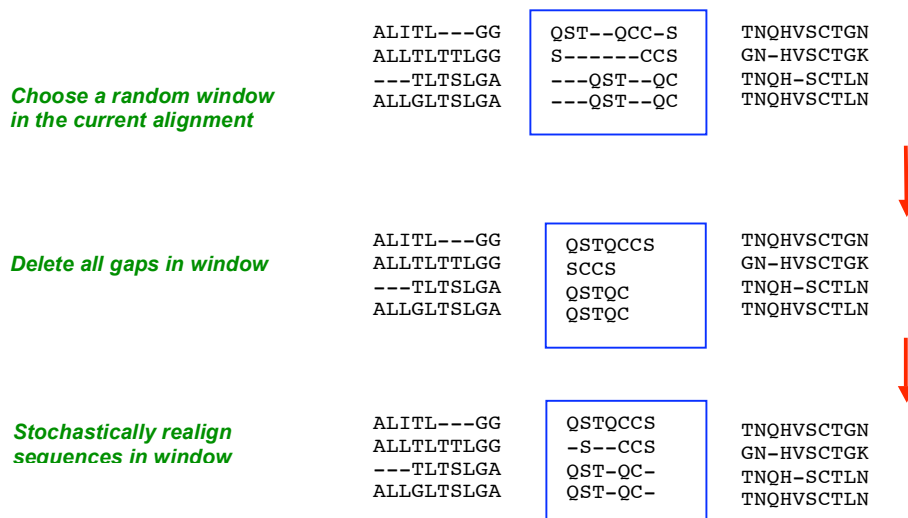 Choose a random window
in the current alignment
ALITL---GG QST--QCC-S TNQHVSCTGN
ALLTLTTLGG S------CCS GN-HVSCTGK
---TLTSLGA ---QST--QC TNQH-SCTLN
ALLGLTSLGA ---QST--QC TNQHVSCTLN
Delete all gaps in window
ALITL---GG QSTQCCS TNQHVSCTGN
ALLTLTTLGG SCCS GN-HVSCTGK
---TLTSLGA QSTQC TNQH-SCTLN
ALLGLTSLGA QSTQC TNQHVSCTLN
Stochastically realign
sequences in window
ALITL---GG QSTQCCS TNQHVSCTGN
ALLTLTTLGG -S--CCS GN-HVSCTGK
---TLTSLGA QST-QC- TNQH-SCTLN
ALLGLTSLGA QST-QC- TNQHVSCTLN